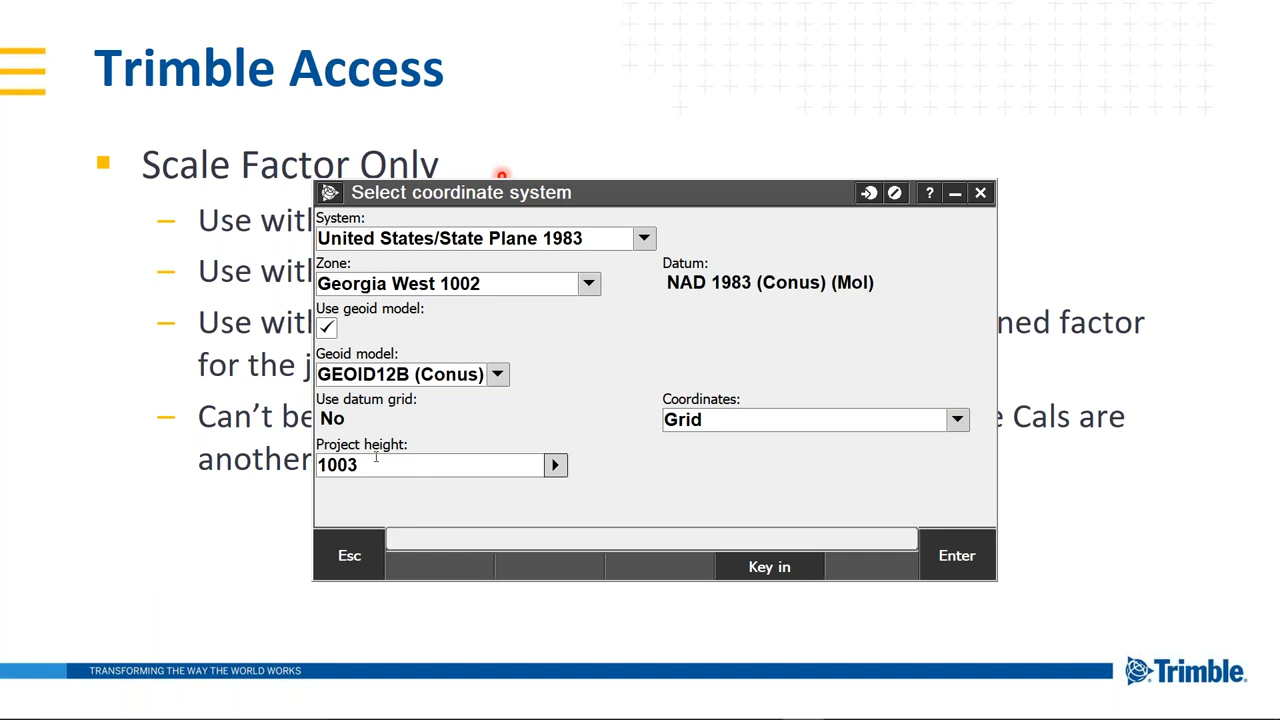 Trimble Access
Scale Factor Only
– Use with
– Use with
– Use with ned factor
for the j
– Can’t be e Cals are
another
Select coordinate system
?
System:
United States/State Plane 1983
Zone:
Georgia West 1002
Datum:
NAD 1983 (Conus) (Mol)
Use geoid model:
Geoid model:
GEOID12B (Conus)
Use datum grid:
No
Coordinates:
Grid
Project height:
1003
Esc
Key in
Enter
TRANSFORMING THE WAY THE WORLD WORKS
Trimble